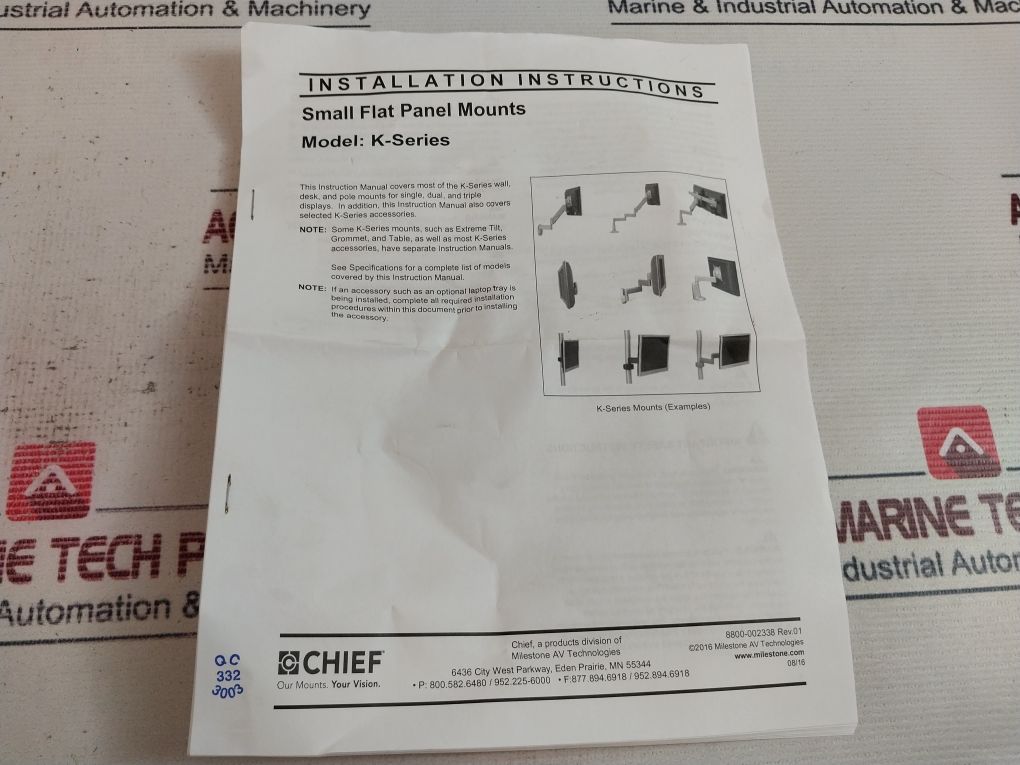 ustrial Automation & Machinery
Marine & Industrial Automation & Mac
INSTALLATION INSTRUCTIONS
Small Flat Panel Mounts
Model: K-Series
This Instruction Manual covers most of the K-Series wall,
desk, and pole mounts for single, dual, and triple
displays. In addition, this Instruction Manual also covers
selected K-Series accessories.
NOTE: Some K-Series mounts, such as Extreme Tilt,
Grommet, and Table, as well as most K-Series
accessories, have separate Instruction Manuals.
See Specifications for a complete list of models
covered by this Instruction Manual.
NOTE: If an accessory such as an optional laptop tray is
being installed, complete all required installation
procedures within this document prior to installing
the accessory.
K-Series Mounts (Examples)
NE TECH P
Automation &
MARINE TE
dustrial Autom
CHIEF
Our Mounts. Your Vision.
Chief, a products division of
Milestone AV Technologies
6436 City West Parkway, Eden Prairie, MN 55344
• P: 800.582.6480 / 952.225-6000 • F:877.894.6918 / 952.894.6918
8800-002338 Rev.01
©2016 Milestone AV Technologies
www.milestone.com
08/16
QC
332
3003